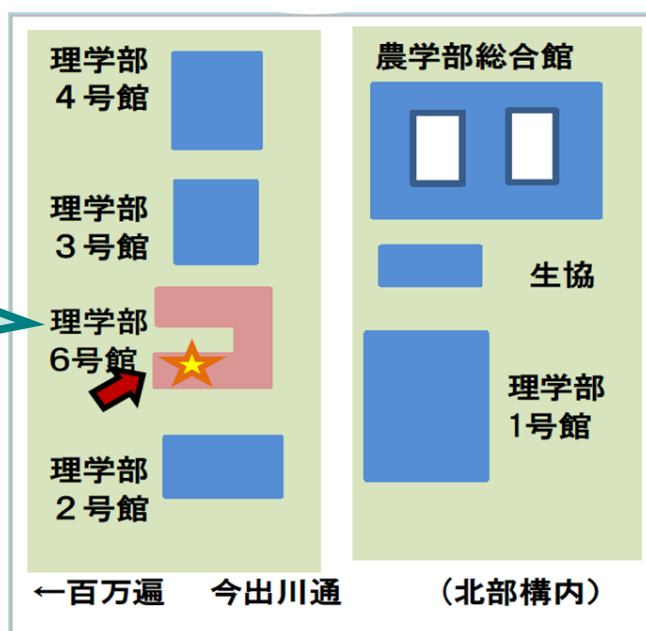 理学部
４号館
農学部総合館
理学部
３号館
生協
理学部
6号館
理学部
1号館
理学部
２号館
←百万遍　今出川通　（北部構内）